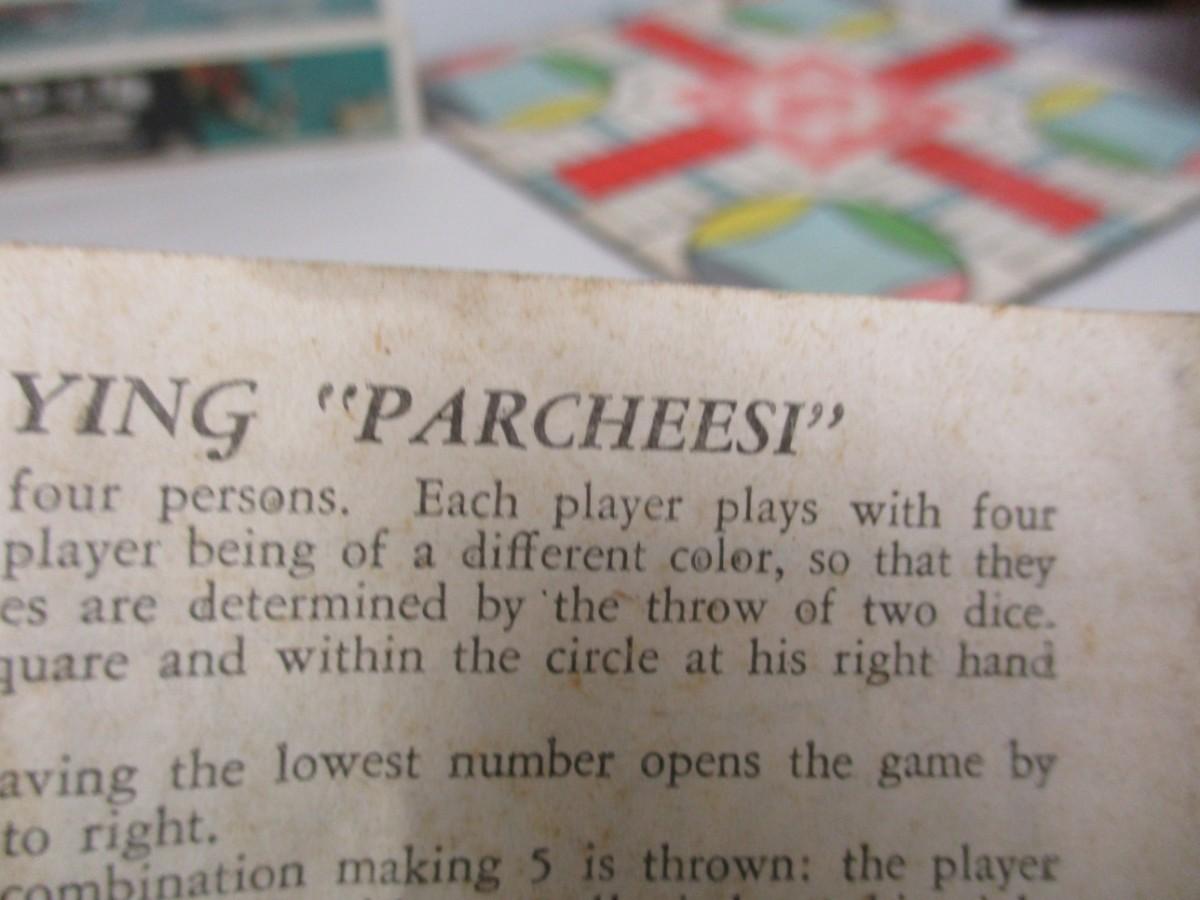 YING “PARCHEESI”
four persons. Each player plays with four
player being of a different color, so that they
es are determined by the throw of two dice.
quare and within the circle at his right hand
aving the lowest number opens the game by
to right.
combination making 5 is thrown: the player